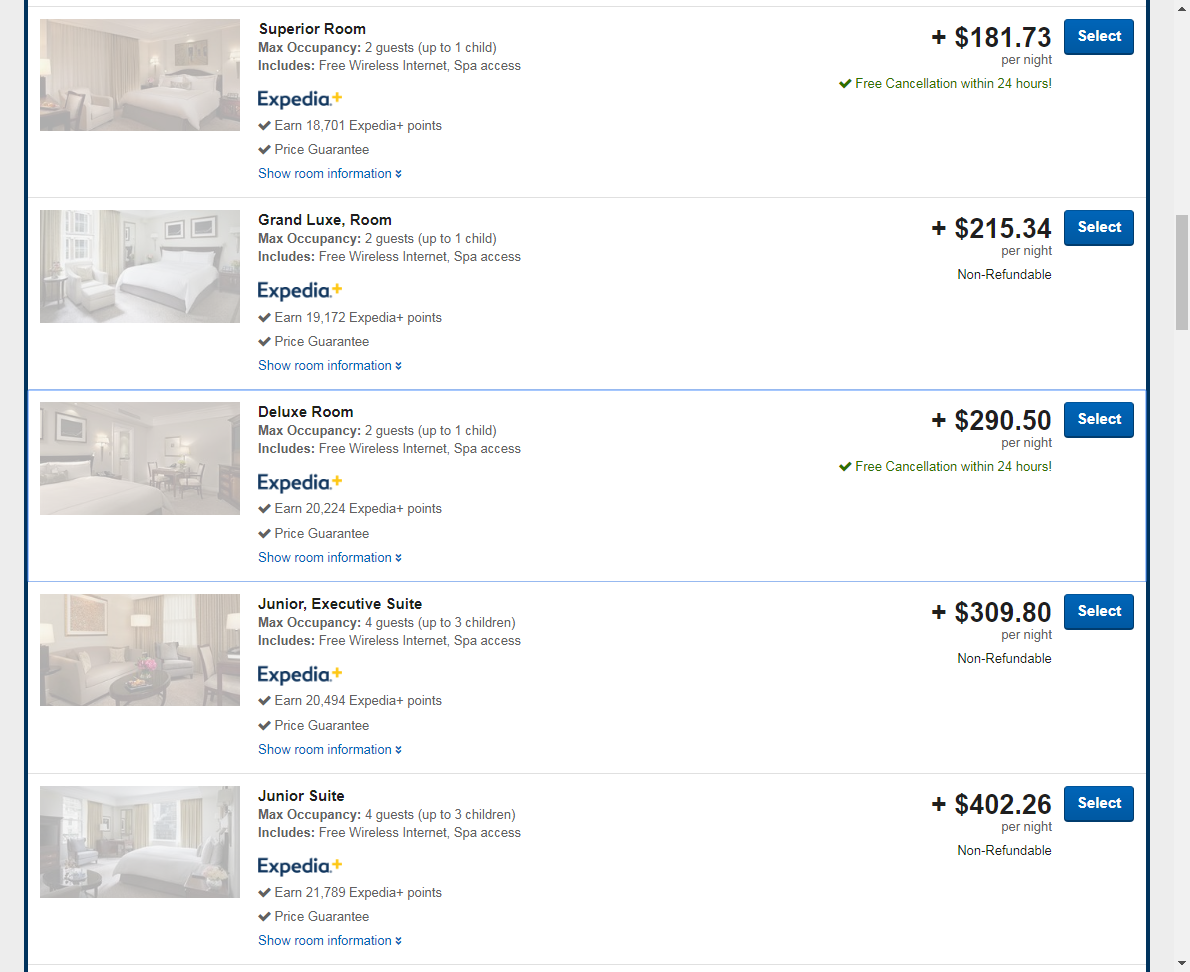 Superior Room
Max Occupancy: 2 guests (up to 1 child)
Includes: Free Wireless Internet, Spa access
Expedia+
Earn 18,701 Expedia+ points
Price Guarantee
Show room information
+ $181.73
per night
Free Cancellation within 24 hours!
Select
Grand Luxe, Room
Max Occupancy: 2 guests (up to 1 child)
Includes: Free Wireless Internet, Spa access
Expedia+
Earn 19,172 Expedia+ points
Price Guarantee
Show room information
+ $215.34
per night
Non-Refundable
Select
Deluxe Room
Max Occupancy: 2 guests (up to 1 child)
Includes: Free Wireless Internet, Spa access
Expedia+
Earn 20,224 Expedia+ points
Price Guarantee
Show room information
+ $290.50
per night
Free Cancellation within 24 hours!
Select
Junior, Executive Suite
Max Occupancy: 4 guests (up to 3 children)
Includes: Free Wireless Internet, Spa access
Expedia+
Earn 20,494 Expedia+ points
Price Guarantee
Show room information
+ $309.80
per night
Non-Refundable
Select
Junior Suite
Max Occupancy: 4 guests (up to 3 children)
Includes: Free Wireless Internet, Spa access
Expedia+
Earn 21,789 Expedia+ points
Price Guarantee
Show room information
+ $402.26
per night
Non-Refundable
Select